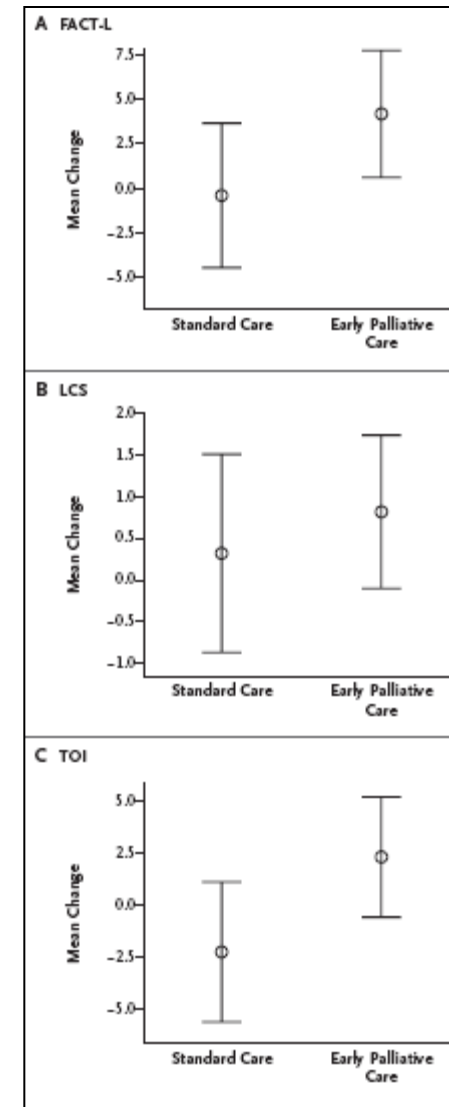 A FACT-L
7.5
5.0
2.5
0.0
−2.5
−5.0
Mean Change
Standard Care
Early Palliative
Care
B LCS
2.0
1.5
1.0
0.5
0.0
−0.5
−1.0
Mean Change
Standard Care
Early Palliative
Care
C TOI
5.0
2.5
0.0
−2.5
−5.0
Mean Change
Standard Care
Early Palliative
Care